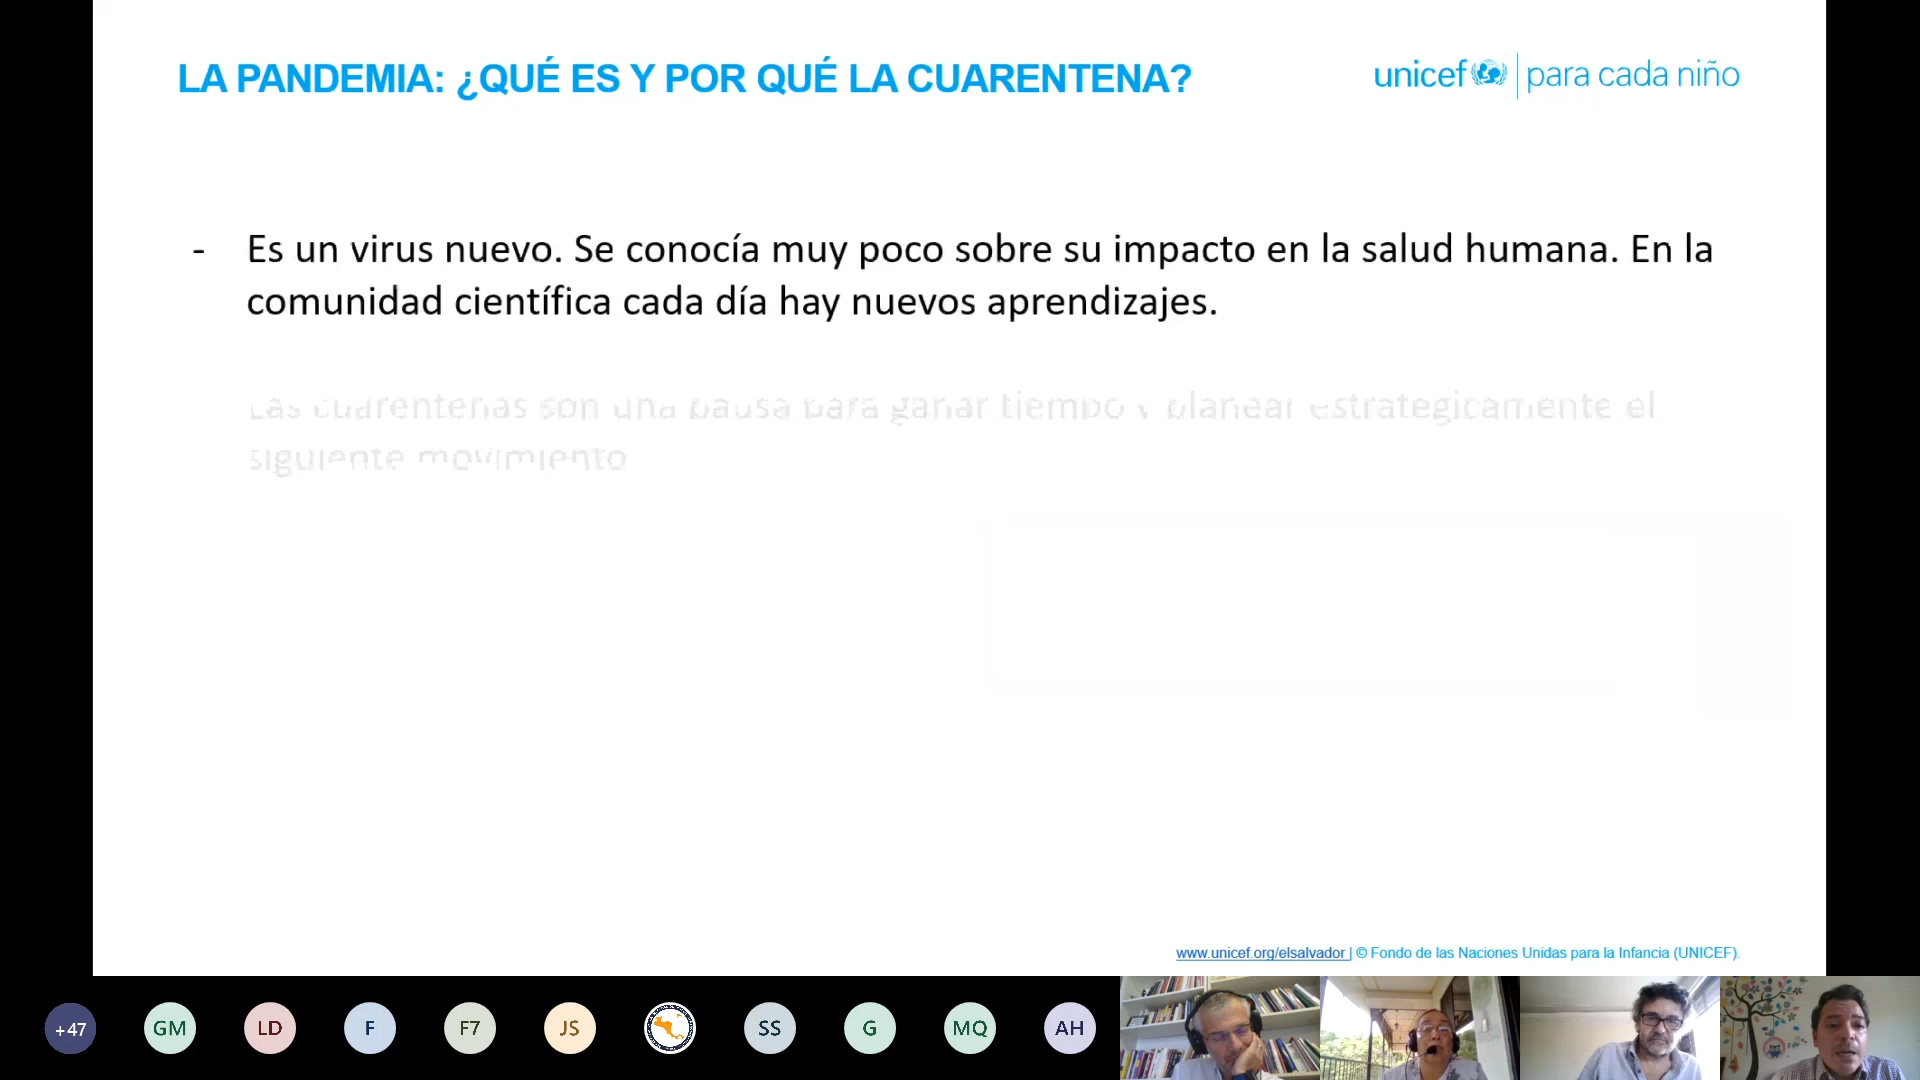 LA PANDEMIA: ¿QUÉ ES Y POR QUÉ LA CUARENTENA?
unicef | para cada niño
- Es un virus nuevo. Se conocía muy poco sobre su impacto en la salud humana. En la
comunidad científica cada día hay nuevos aprendizajes.
Las cuarentenas son una pausa para ganar tiempo y planear estrategicamente el
siguiente movimiento
www.unicef.org/elsalvador | © Fondo de las Naciones Unidas para la Infancia (UNICEF).
+47 GM LD F F7 JS SS G MQ AH